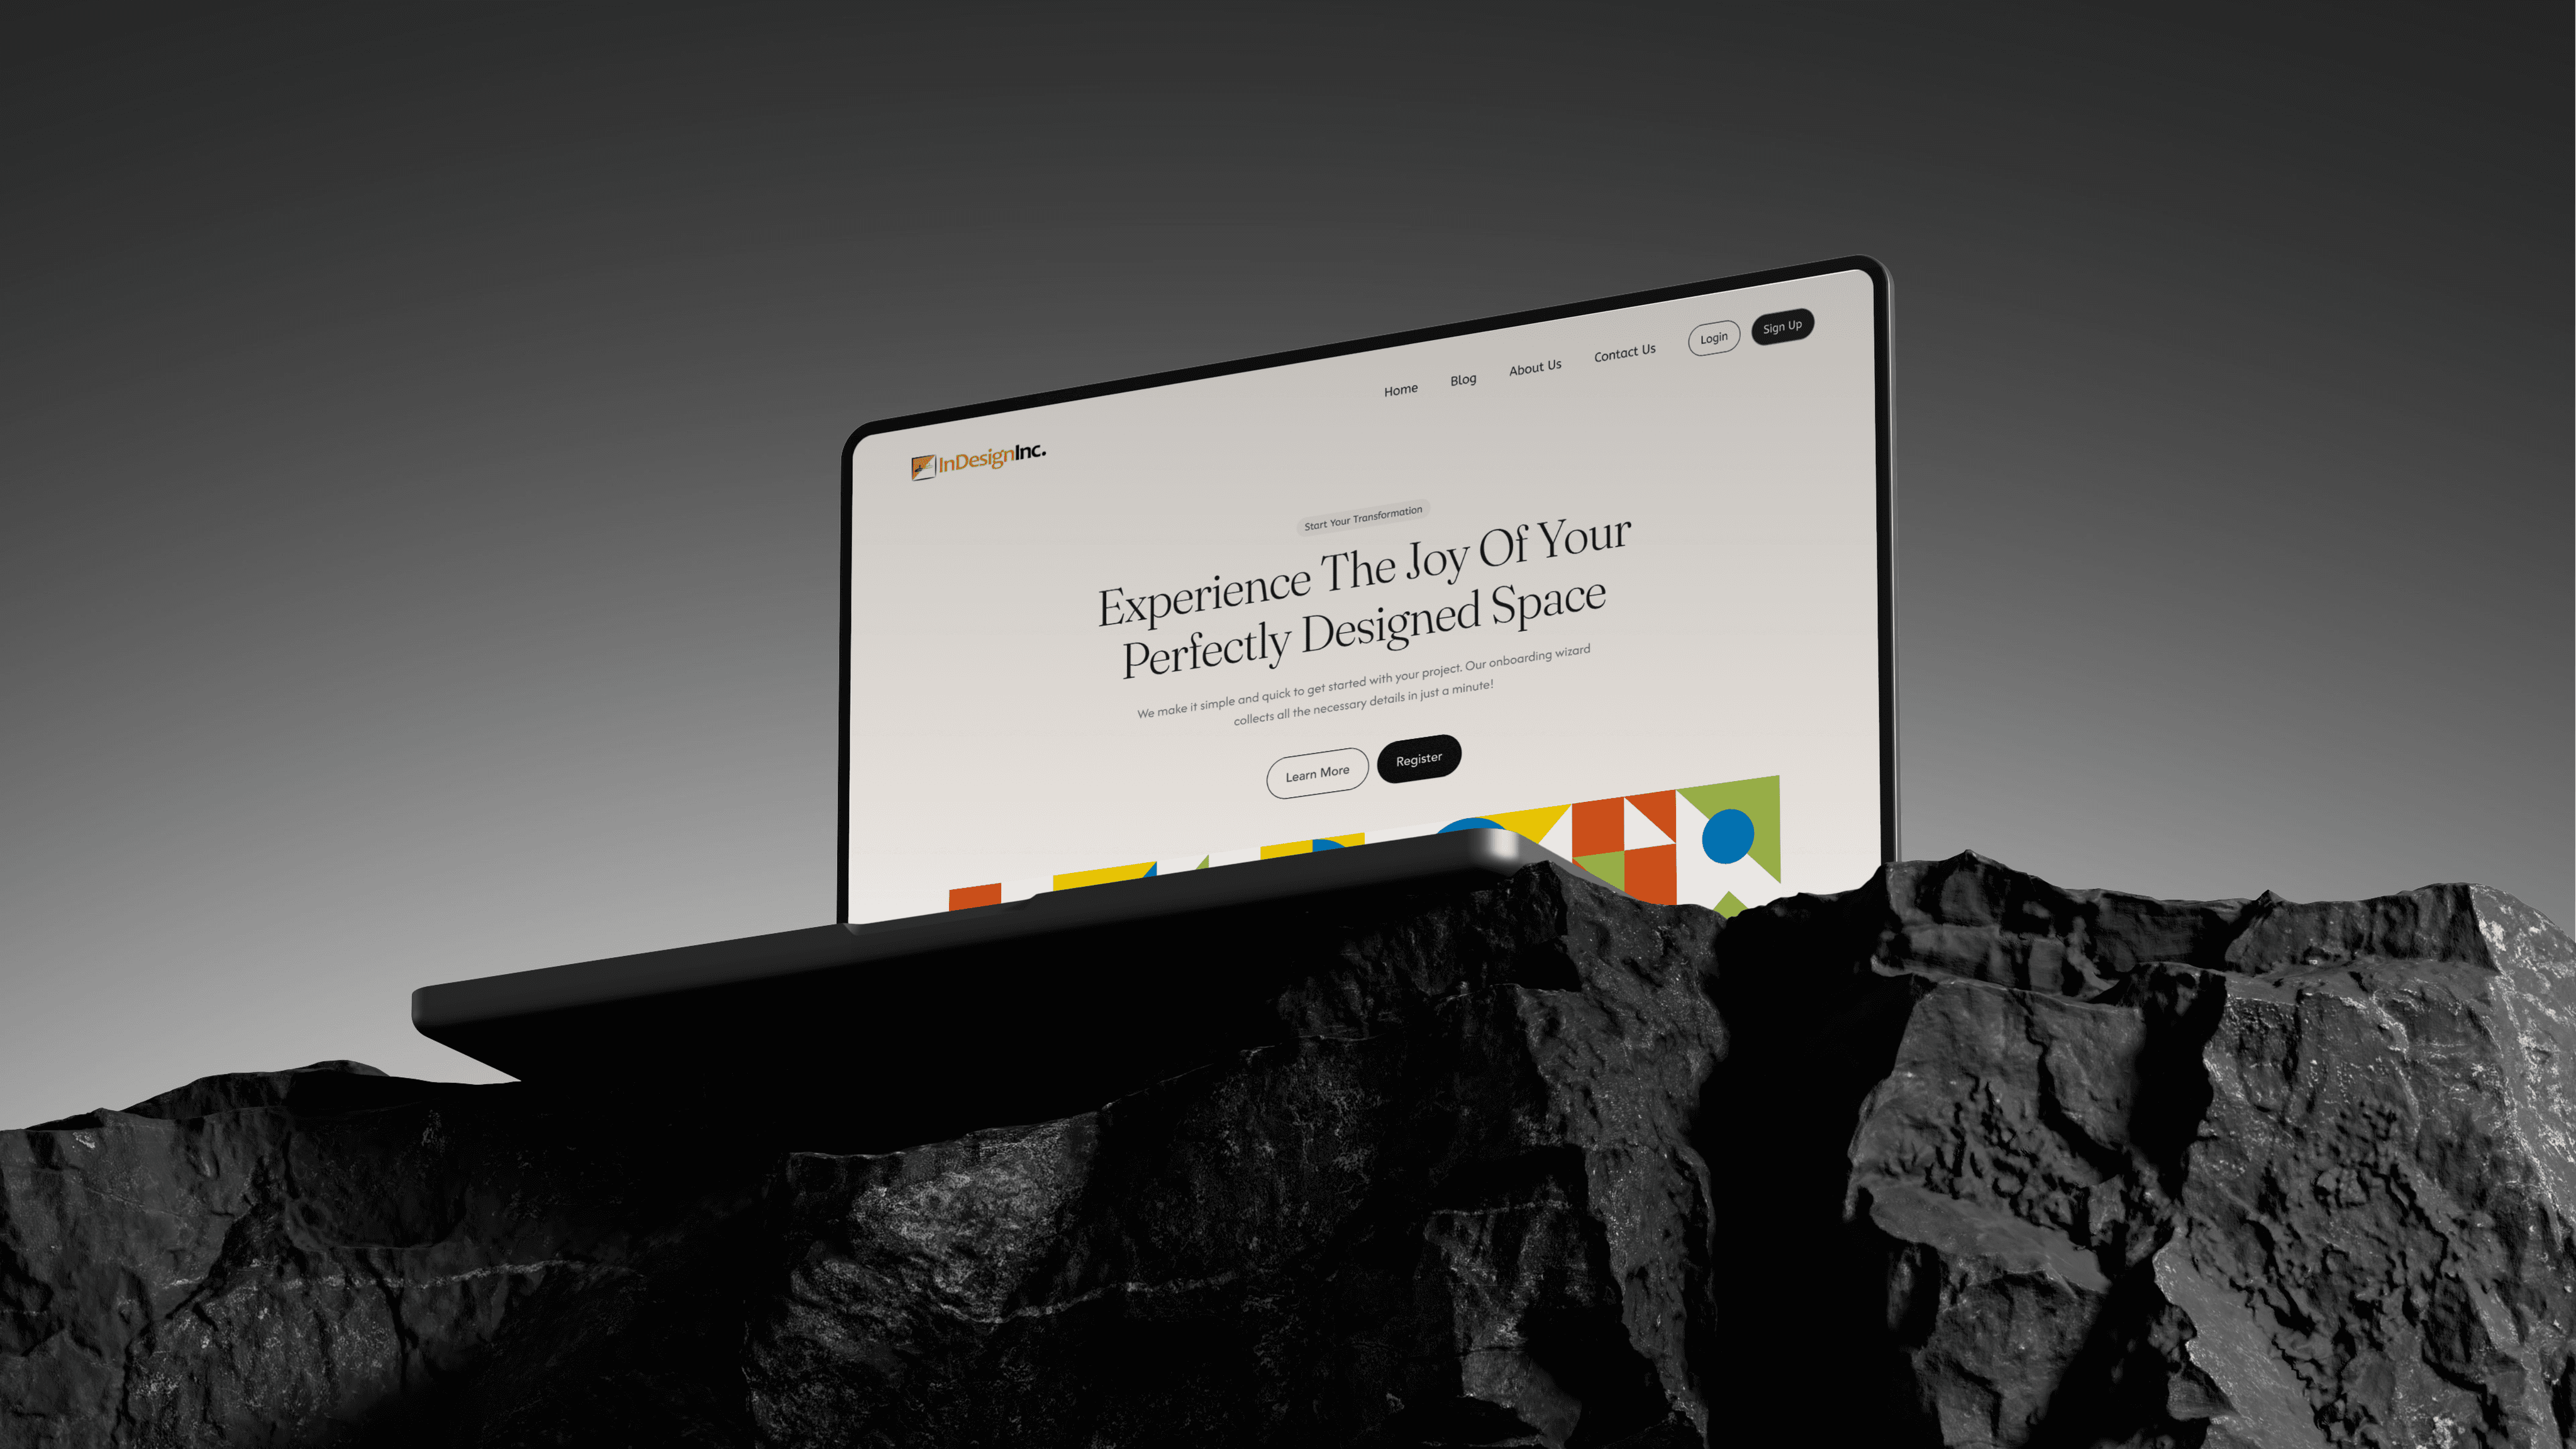 Home
Blog
About Us
Contact Us
Login
Sign Up
InDesignInc.
Start Your Transformation
Experience The Joy Of Your
Perfectly Designed Space
We make it simple and quick to get started with your project. Our onboarding wizard
collects all the necessary details in just a minute!
Learn More
Register